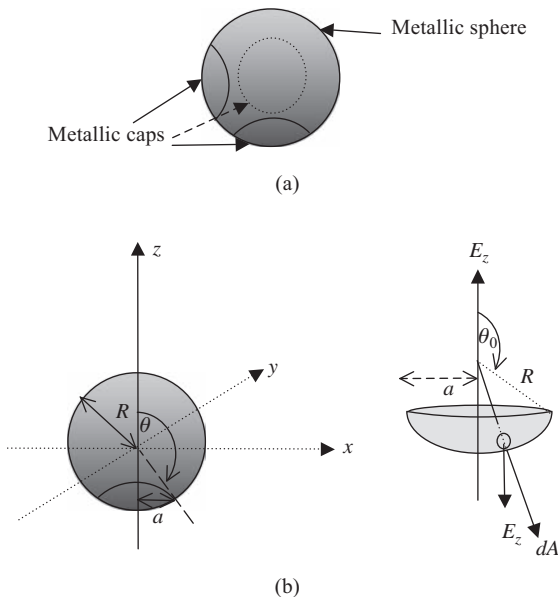 Metallic sphere
Metallic caps
(a)
z
y
R
θ
x
a
E_z
θ_0
R
a
E_z
dA
(b)